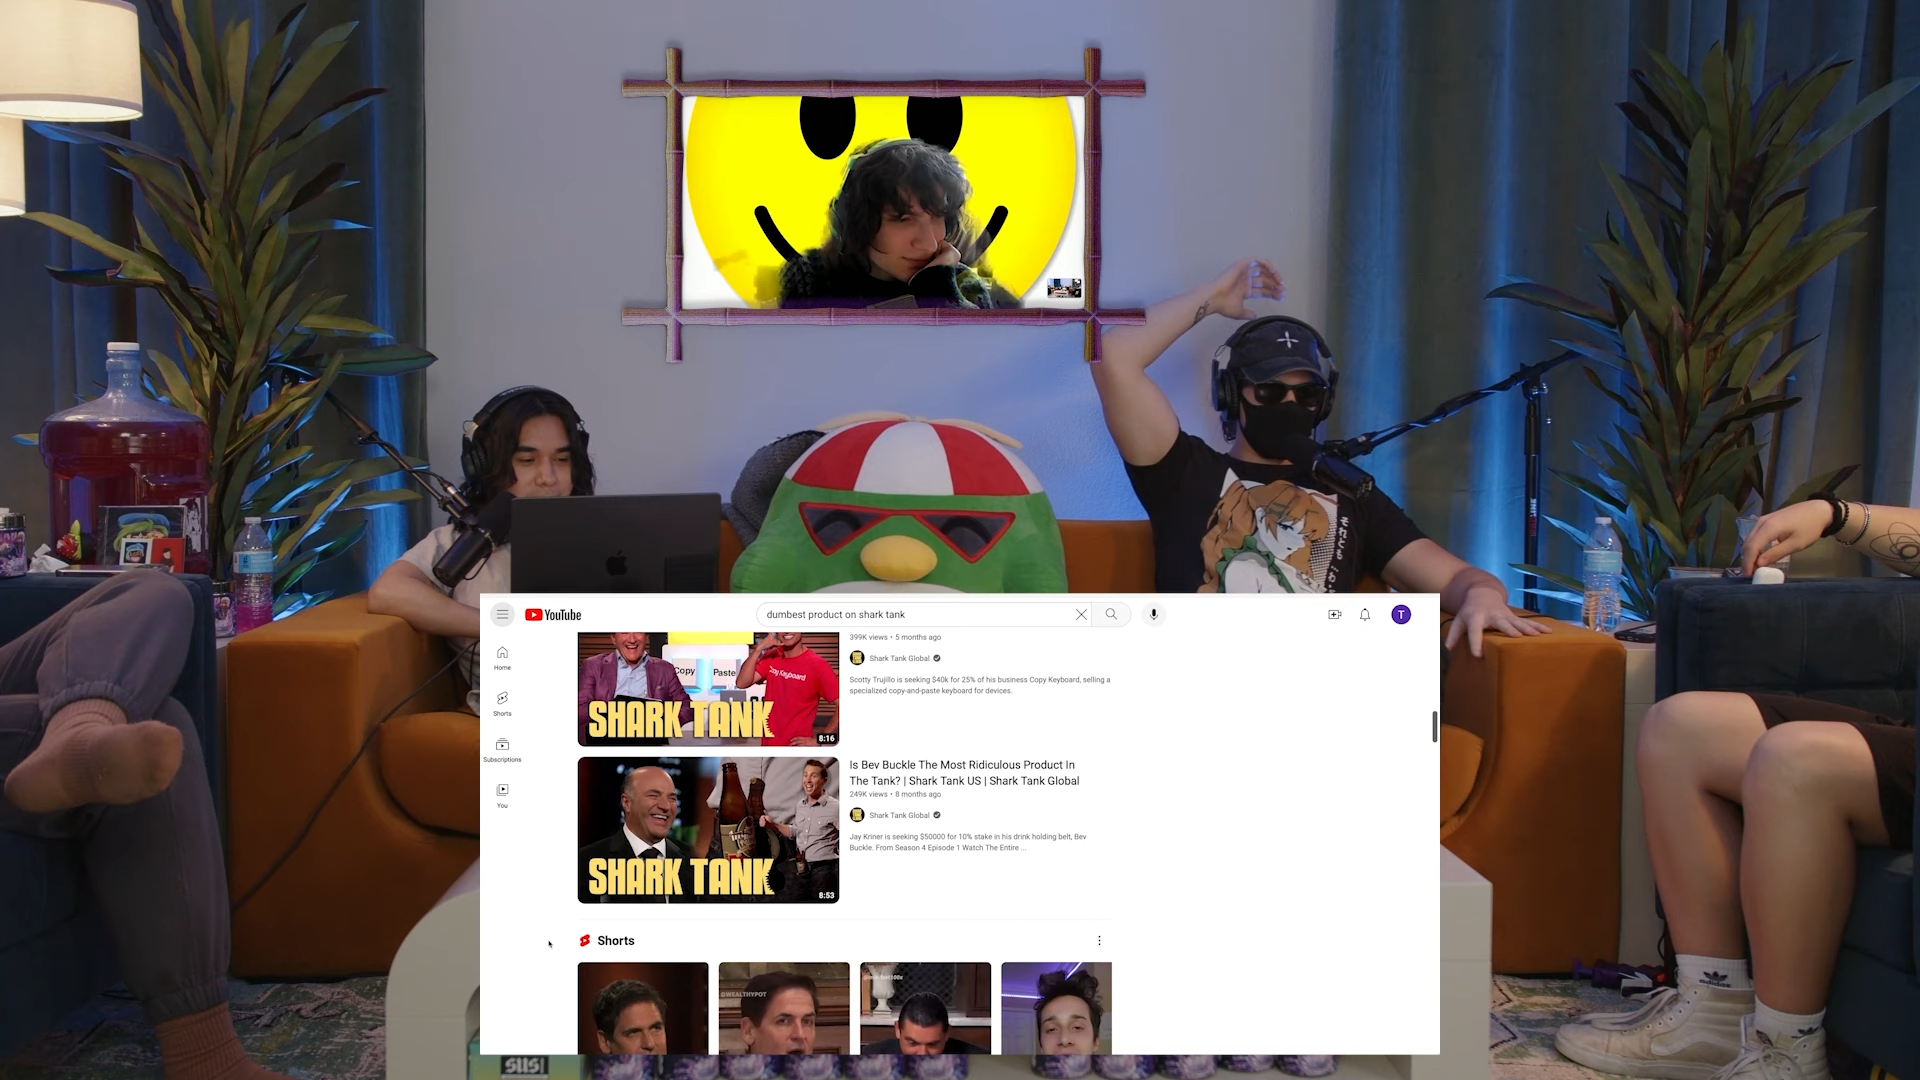 YouTube
dumbest product on shark tank
T
Home
Shorts
Subscriptions
You
Copy
Paste
Copy Keyboard
SHARK TANK
8:16
399K views • 5 months ago
Shark Tank Global
Scotty Trujillo is seeking $40k for 25% of his business Copy Keyboard, selling a
specialized copy-and-paste keyboard for devices.
SHARK TANK
8:53
Is Bev Buckle The Most Ridiculous Product In
The Tank? | Shark Tank US | Shark Tank Global
249K views • 8 months ago
Shark Tank Global
Jay Kriner is seeking $50000 for 10% stake in his drink holding belt, Bev
Buckle. From Season 4 Episode 1 Watch The Entire ...
Shorts
@WEALTHYPOT
adidas
SUS